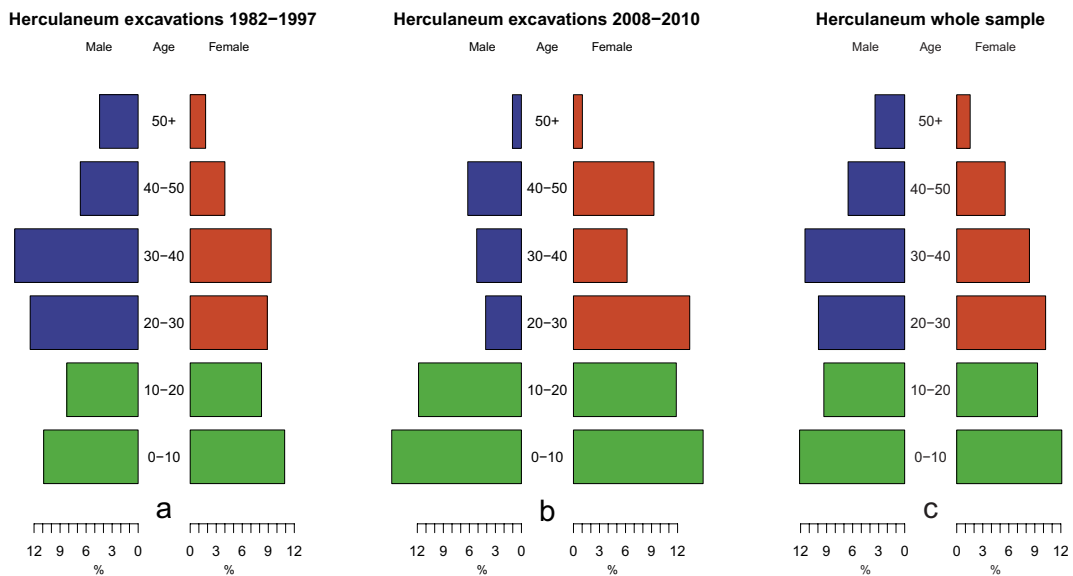 Herculaneum excavations 1982−1997
Male Age Female
50+
40−50
30−40
20−30
10−20
0−10
a
12 9 6 3 0 0 3 6 9 12
% %
Herculaneum excavations 2008−2010
Male Age Female
50+
40−50
30−40
20−30
10−20
0−10
b
12 9 6 3 0 0 3 6 9 12
% %
Herculaneum whole sample
Male Age Female
50+
40−50
30−40
20−30
10−20
0−10
c
12 9 6 3 0 0 3 6 9 12
% %